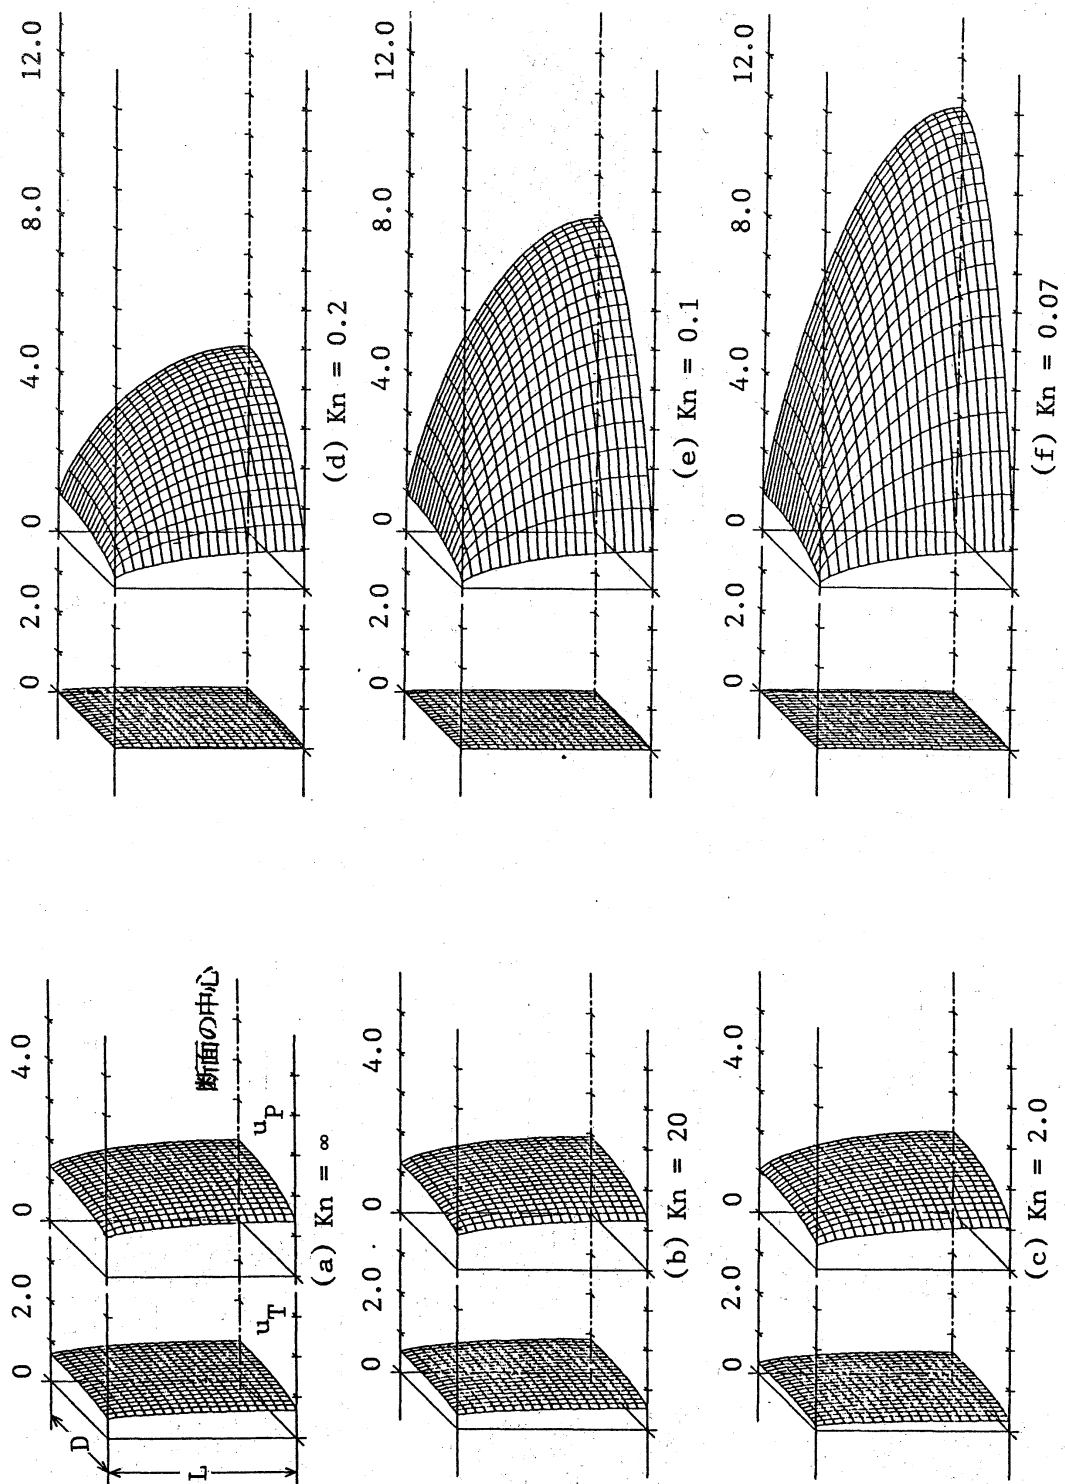 0 2.0 0 4.0
D
L
u_T
u_P
断面の中心
(a) Kn = ∞
0 2.0 0 4.0
(b) Kn = 20
0 2.0 0 4.0
(c) Kn = 2.0
0 2.0 0 4.0 8.0 12.0
(d) Kn = 0.2
0 2.0 0 4.0 8.0 12.0
(e) Kn = 0.1
0 2.0 0 4.0 8.0 12.0
(f) Kn = 0.07